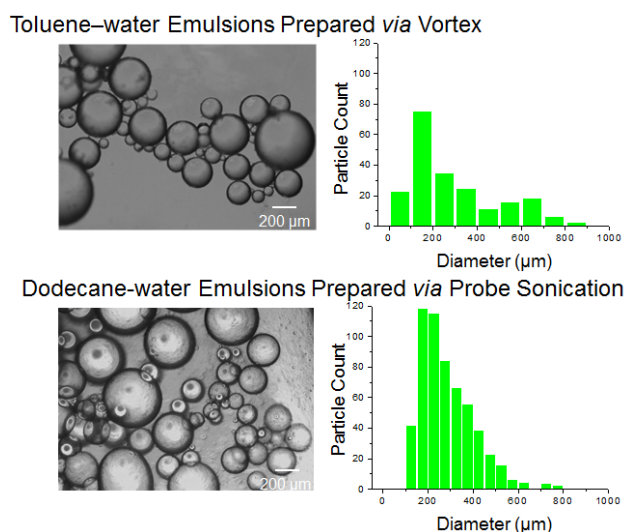 Toluene–water Emulsions Prepared via Vortex
200 µm
Particle Count
120
100
80
60
40
20
0
0 200 400 600 800 1000
Diameter (µm)
Dodecane-water Emulsions Prepared via Probe Sonication
200 µm
Particle Count
120
100
80
60
40
20
0
0 200 400 600 800 1000
Diameter (µm)